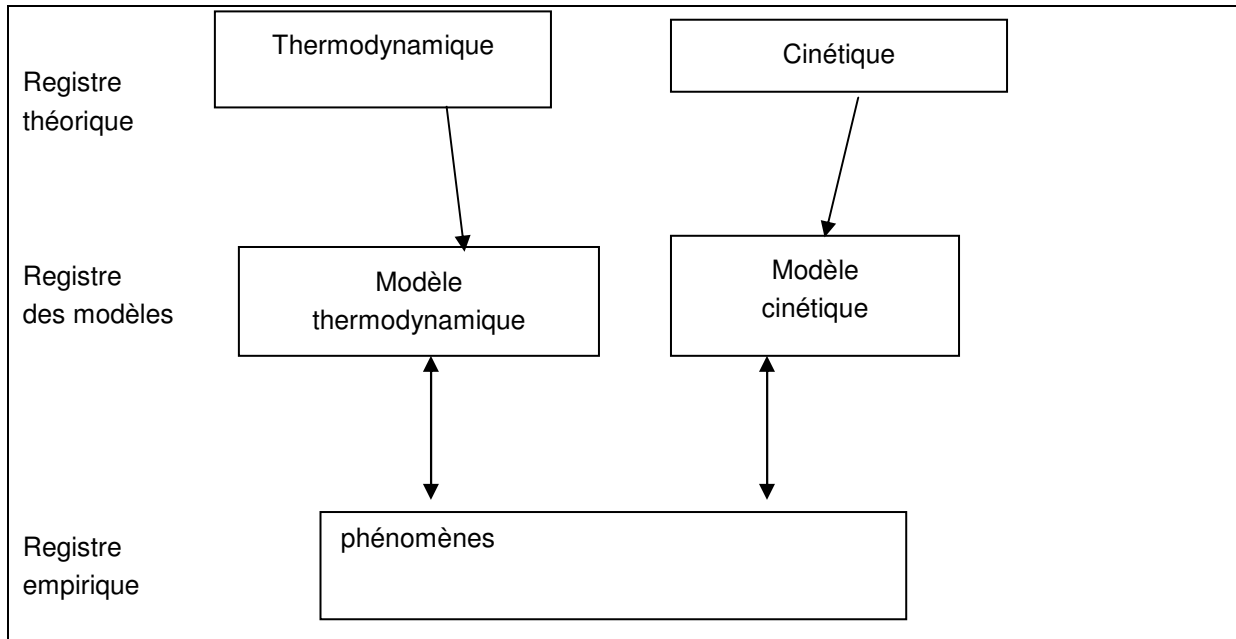 Thermodynamique
Cinétique
Registre
théorique
Registre
des modèles
Modèle
thermodynamique
Modèle
cinétique
Registre
empirique
phénomènes